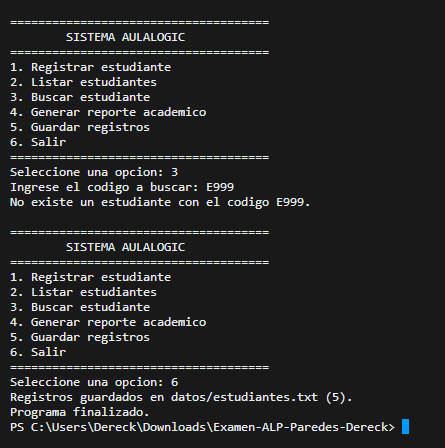 =====================================
SISTEMA AULALOGIC
=====================================
1. Registrar estudiante
2. Listar estudiantes
3. Buscar estudiante
4. Generar reporte academico
5. Guardar registros
6. Salir
=====================================
Seleccione una opcion: 3
Ingrese el codigo a buscar: E999
No existe un estudiante con el codigo E999.

=====================================
SISTEMA AULALOGIC
=====================================
1. Registrar estudiante
2. Listar estudiantes
3. Buscar estudiante
4. Generar reporte academico
5. Guardar registros
6. Salir
=====================================
Seleccione una opcion: 6
Registros guardados en datos/estudiantes.txt (5).
Programa finalizado.
PS C:\Users\Dereck\Downloads\Examen-ALP-Paredes-Dereck>